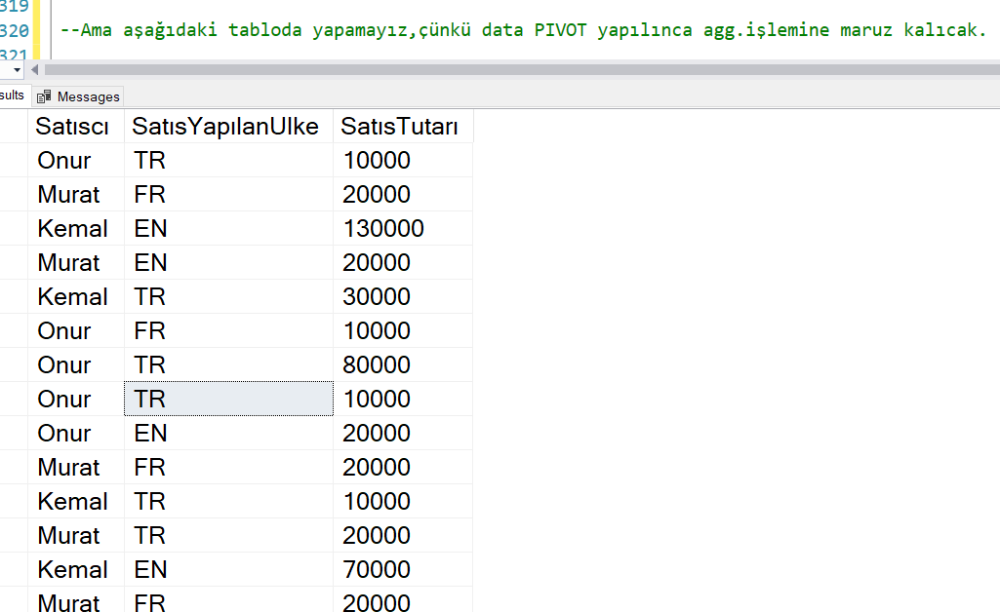 319
320 --Ama aşağıdaki tabloda yapamayız,çünkü data PIVOT yapılınca agg.işlemine maruz kalıcak.
321
sults Messages
Satıscı SatısYapılanUlke SatısTutarı
Onur TR 10000
Murat FR 20000
Kemal EN 130000
Murat EN 20000
Kemal TR 30000
Onur FR 10000
Onur TR 80000
Onur TR 10000
Onur EN 20000
Murat FR 20000
Kemal TR 10000
Murat TR 20000
Kemal EN 70000
Murat FR 20000